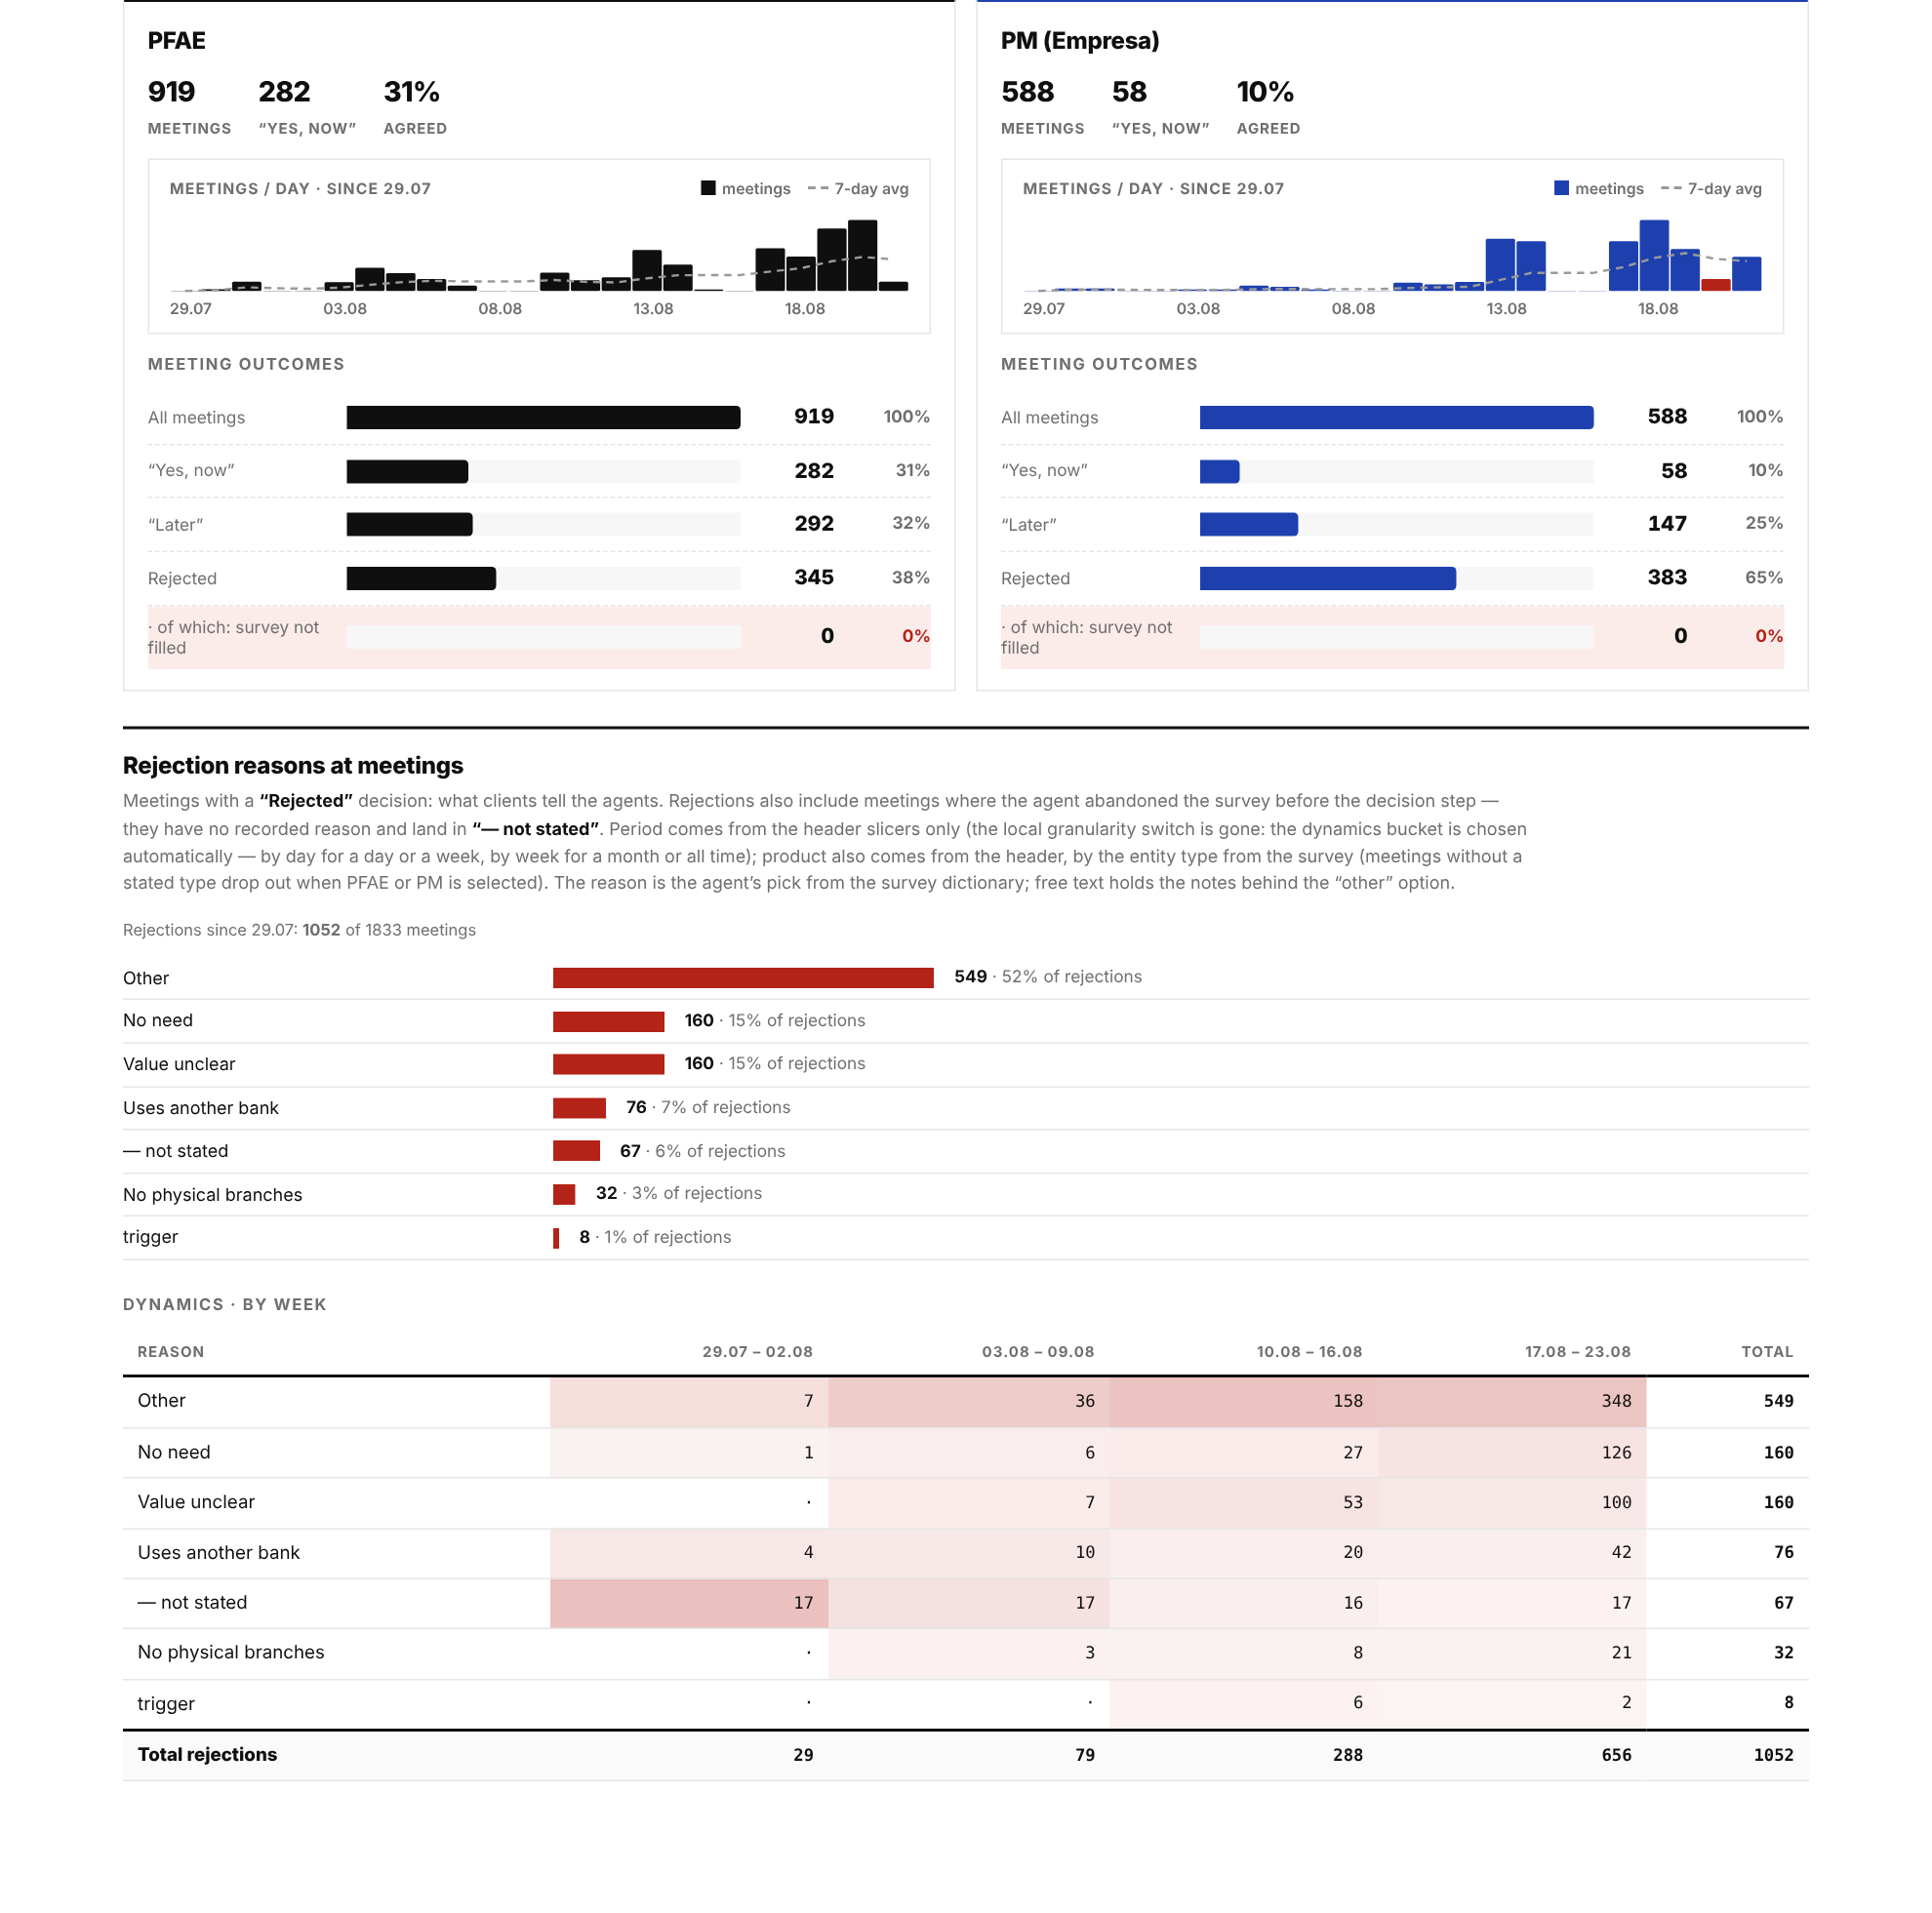 PFAE
919 282 31%
MEETINGS “YES, NOW” AGREED
MEETINGS / DAY · SINCE 29.07 meetings 7-day avg
29.07 03.08 08.08 13.08 18.08
MEETING OUTCOMES
All meetings 919 100%
“Yes, now” 282 31%
“Later” 292 32%
Rejected 345 38%
· of which: survey not
filled 0 0%
PM (Empresa)
588 58 10%
MEETINGS “YES, NOW” AGREED
MEETINGS / DAY · SINCE 29.07 meetings 7-day avg
29.07 03.08 08.08 13.08 18.08
MEETING OUTCOMES
All meetings 588 100%
“Yes, now” 58 10%
“Later” 147 25%
Rejected 383 65%
· of which: survey not
filled 0 0%
Rejection reasons at meetings
Meetings with a “Rejected” decision: what clients tell the agents. Rejections also include meetings where the agent abandoned the survey before the decision step —
they have no recorded reason and land in “— not stated”. Period comes from the header slicers only (the local granularity switch is gone: the dynamics bucket is chosen
automatically — by day for a day or a week, by week for a month or all time); product also comes from the header, by the entity type from the survey (meetings without a
stated type drop out when PFAE or PM is selected). The reason is the agent’s pick from the survey dictionary; free text holds the notes behind the “other” option.
Rejections since 29.07: 1052 of 1833 meetings
Other 549 · 52% of rejections
No need 160 · 15% of rejections
Value unclear 160 · 15% of rejections
Uses another bank 76 · 7% of rejections
— not stated 67 · 6% of rejections
No physical branches 32 · 3% of rejections
trigger 8 · 1% of rejections
DYNAMICS · BY WEEK
REASON 29.07 – 02.08 03.08 – 09.08 10.08 – 16.08 17.08 – 23.08 TOTAL
Other 7 36 158 348 549
No need 1 6 27 126 160
Value unclear · 7 53 100 160
Uses another bank 4 10 20 42 76
— not stated 17 17 16 17 67
No physical branches · 3 8 21 32
trigger · · 6 2 8
Total rejections 29 79 288 656 1052